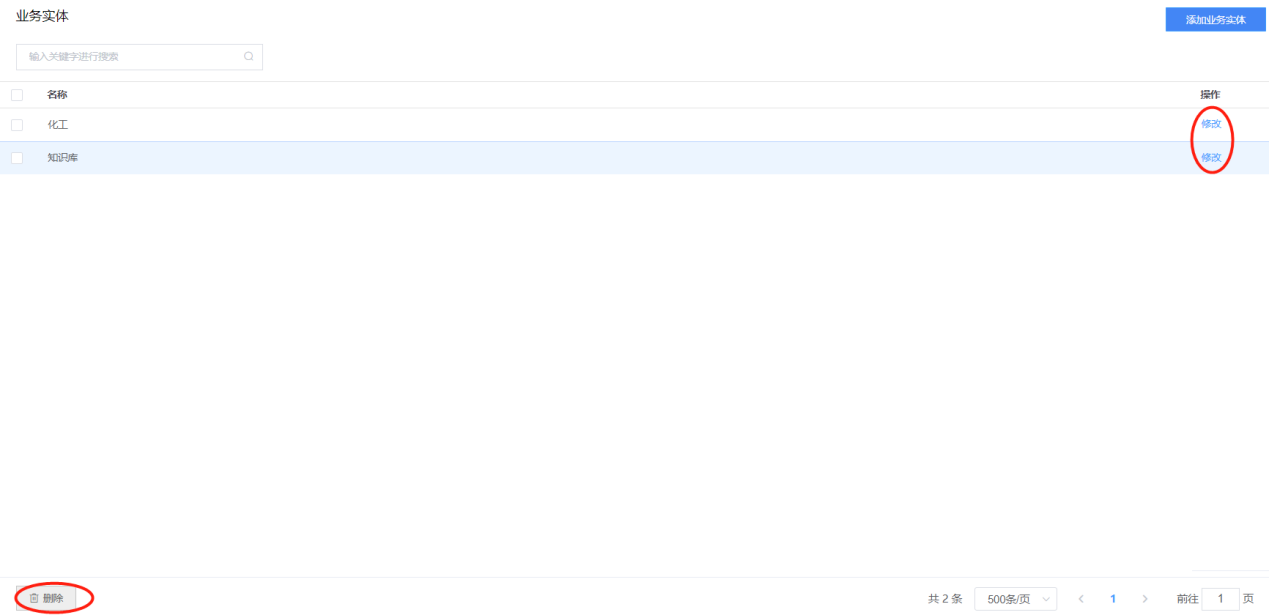 业务实体
添加业务实体
输入关键字进行搜索
名称 操作
化工 修改
知识库 修改
删除 共 2 条 500条/页 1 前往 1 页